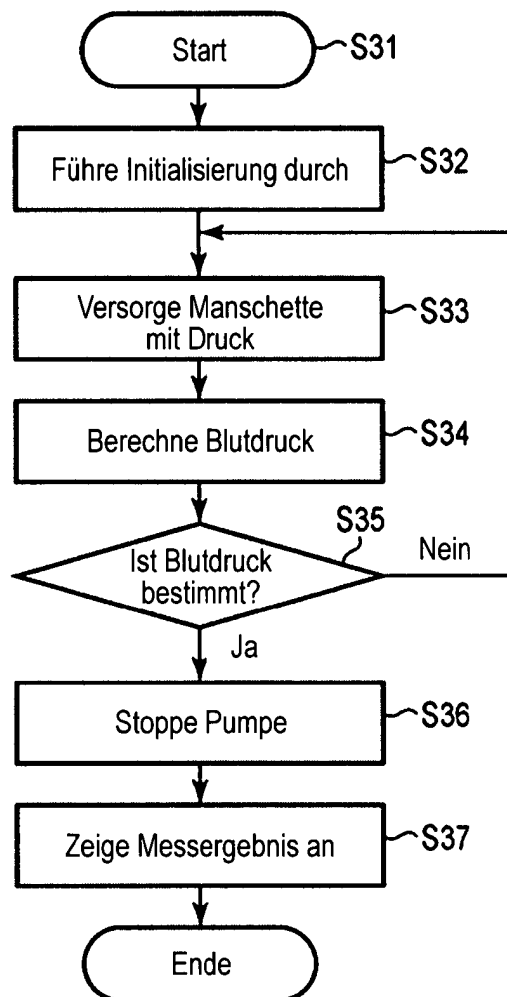 Start
S31
Führe Initialisierung durch
S32
Versorge Manschette
mit Druck
S33
Berechne Blutdruck
S34
S35
Ist Blutdruck
bestimmt?
Nein
Ja
Stoppe Pumpe
S36
Zeige Messergebnis an
S37
Ende